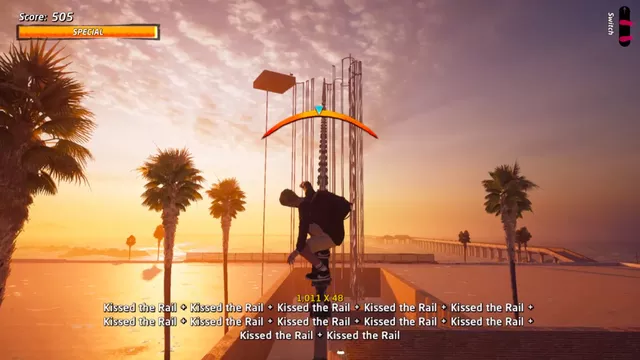 Score: 505
SPECIAL
Switch
1,011 X 48
Kissed the Rail + Kissed the Rail + Kissed the Rail + Kissed the Rail + Kissed the Rail +
Kissed the Rail + Kissed the Rail + Kissed the Rail + Kissed the Rail + Kissed the Rail +
Kissed the Rail + Kissed the Rail